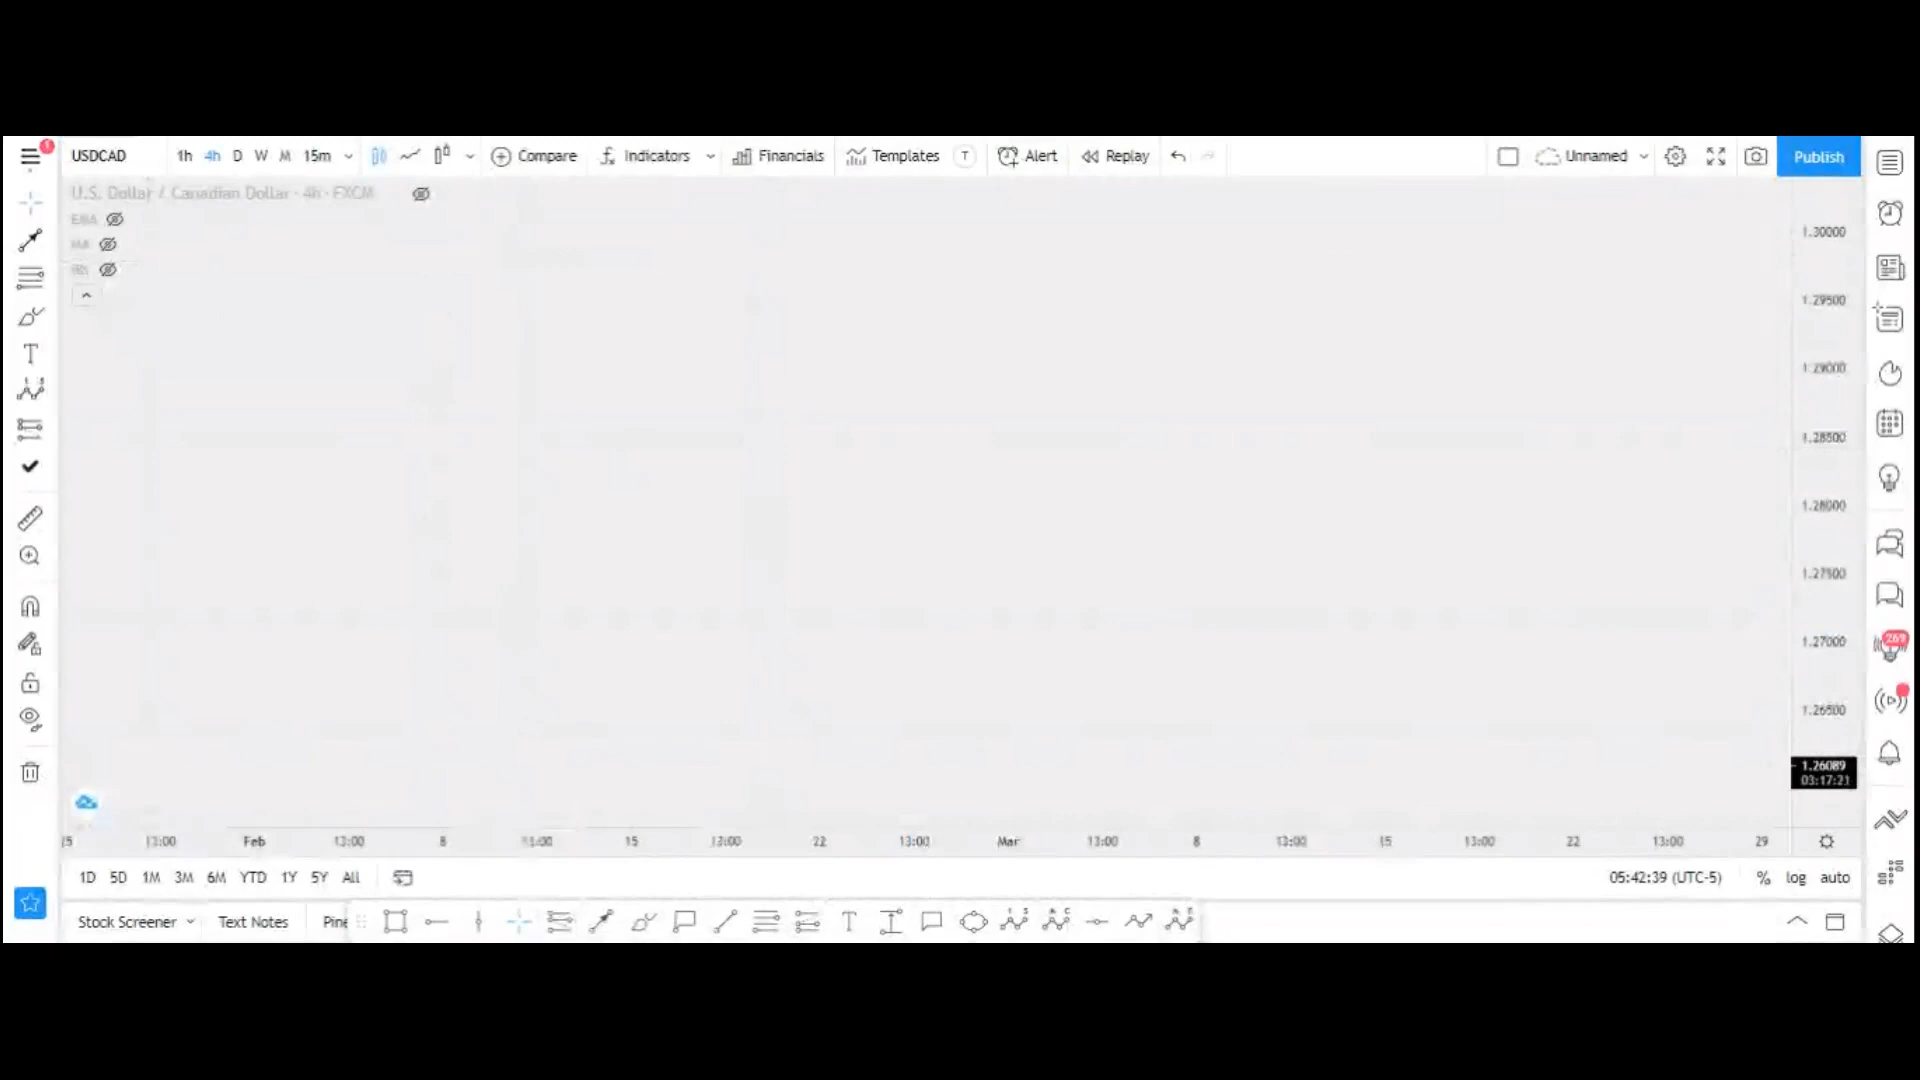 USDCAD 1h 4h D W M 15m Compare Indicators Financials Templates T Alert Replay Unnamed Publish
U.S. Dollar / Canadian Dollar · 4h · FXCM
EMA
MA
1.30000
1.29500
1.29000
1.28500
1.28000
1.27500
1.27000
1.26500
1.26089
03:17:21
269
Feb 13:00 8 15 13:00 22 13:00 Mar 13:00 8 13:00 15 13:00 22 13:00 29
1D 5D 1M 3M 6M YTD 1Y 5Y All 05:42:39 (UTC-5) % log auto
Stock Screener Text Notes Pine